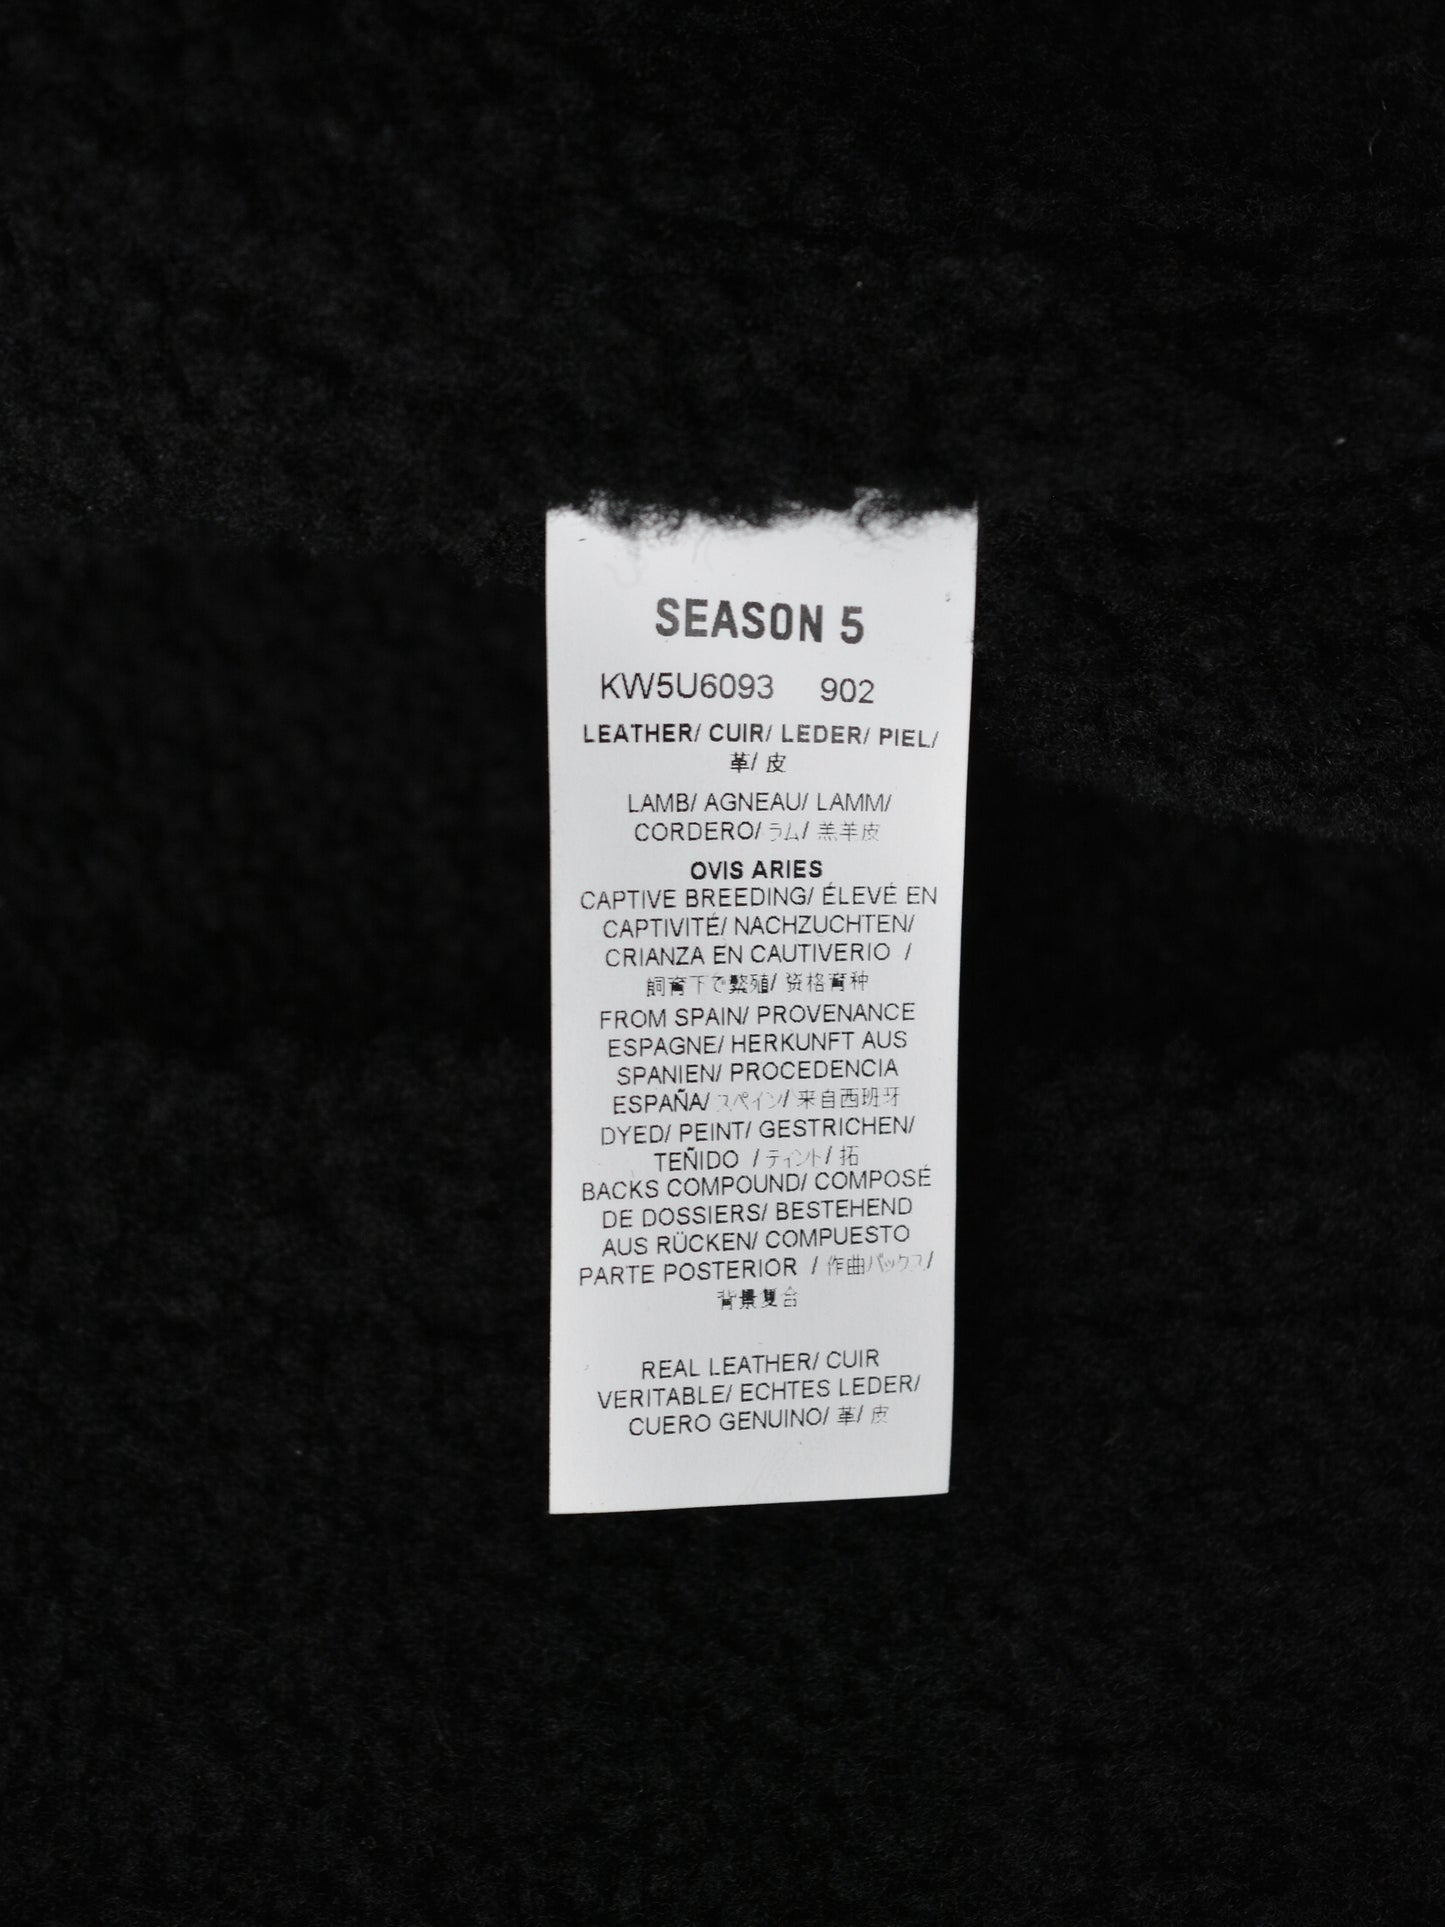 SEASON 5
KW5U6093 902
LEATHER/ CUIR/ LEDER/ PIEL/
革/ 皮
LAMB/ AGNEAU/ LAMM/
CORDERO/ ラム/ 羔羊皮
OVIS ARIES
CAPTIVE BREEDING/ ÉLEVÉ EN
CAPTIVITÉ/ NACHZUCHTEN/
CRIANZA EN CAUTIVERIO /
飼育下で繁殖/ 资格育种
FROM SPAIN/ PROVENANCE
ESPAGNE/ HERKUNFT AUS
SPANIEN/ PROCEDENCIA
ESPAÑA/ スペイン/ 来自西班牙
DYED/ PEINT/ GESTRICHEN/
TEÑIDO / ティント/ 拓
BACKS COMPOUND/ COMPOSÉ
DE DOSSIERS/ BESTEHEND
AUS RÜCKEN/ COMPUESTO
PARTE POSTERIOR / 作曲バックス/
背景复合
REAL LEATHER/ CUIR
VERITABLE/ ECHTES LEDER/
CUERO GENUINO/ 革/ 皮